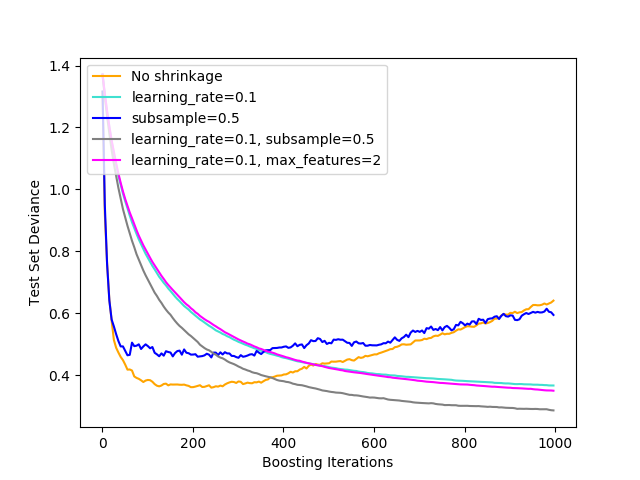 1.4
1.2
1.0
0.8
0.6
0.4
Test Set Deviance
No shrinkage
learning_rate=0.1
subsample=0.5
learning_rate=0.1, subsample=0.5
learning_rate=0.1, max_features=2
0 200 400 600 800 1000
Boosting Iterations